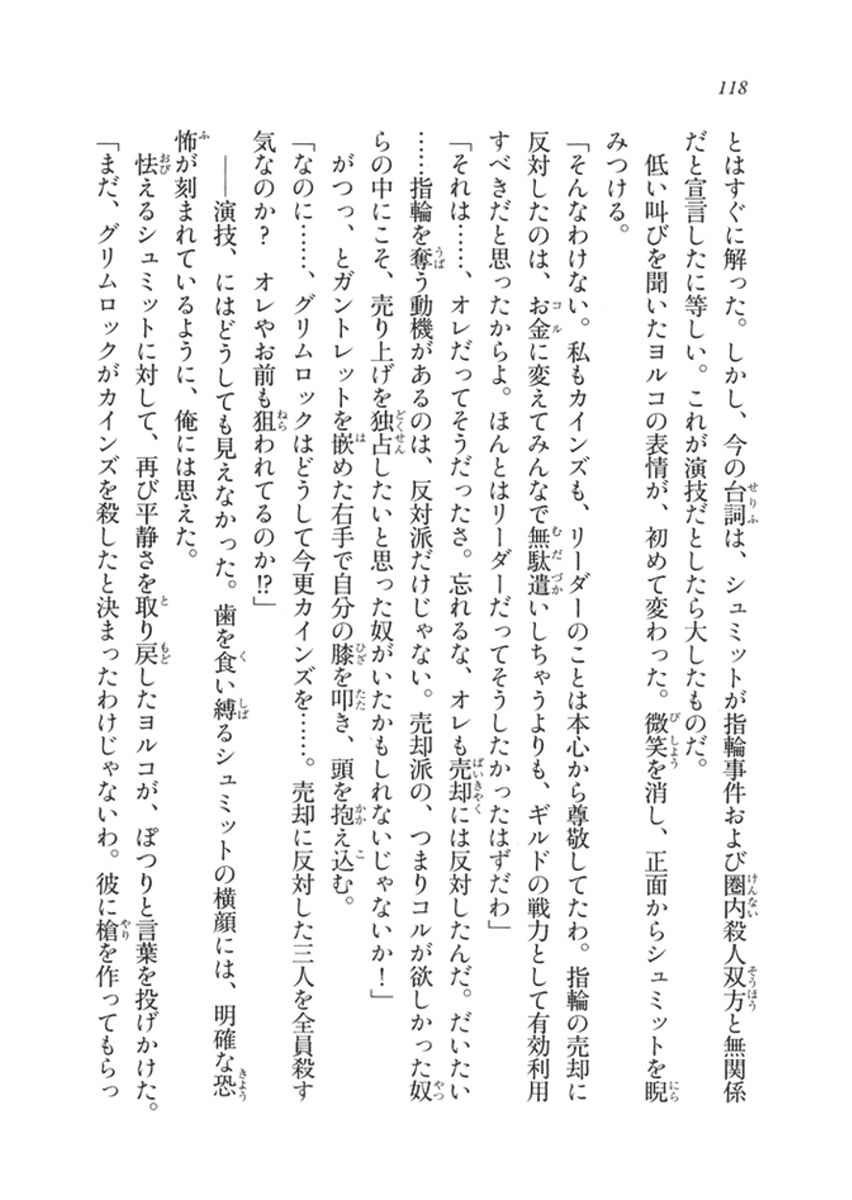 118
とはすぐに解った。しかし、今の台詞は、シュミットが指輪事件および圏内殺人双方と無関係
だと宣言したに等しい。これが演技だとしたら大したものだ。
　低い叫びを聞いたヨルコの表情が、初めて変わった。微笑を消し、正面からシュミットを睨
みつける。
「そんなわけない。私もカインズも、リーダーのことは本心から尊敬してたわ。指輪の売却に
反対したのは、お金に変えてみんなで無駄遣いしちゃうよりも、ギルドの戦力として有効利用
すべきだと思ったからよ。ほんとはリーダーだってそうしたかったはずだわ」
「それは……、オレだってそうだったさ。忘れるな、オレも売却には反対したんだ。だいたい
……指輪を奪う動機があるのは、反対派だけじゃない。売却派の、つまりコルが欲しかった奴
らの中にこそ、売り上げを独占したいと思った奴がいたかもしれないじゃないか！」
　がつっ、とガントレットを嵌めた右手で自分の膝を叩き、頭を抱え込む。
「なのに……、グリムロックはどうして今更カインズを……。売却に反対した三人を全員殺す
気なのか？　オレやお前も狙われてるのか!?」
　――演技、にはどうしても見えなかった。歯を食い縛るシュミットの横顔には、明確な恐
怖が刻まれているように、俺には思えた。
　怯えるシュミットに対して、再び平静さを取り戻したヨルコが、ぽつりと言葉を投げかけた。
「まだ、グリムロックがカインズを殺したと決まったわけじゃないわ。彼に槍を作ってもらっ